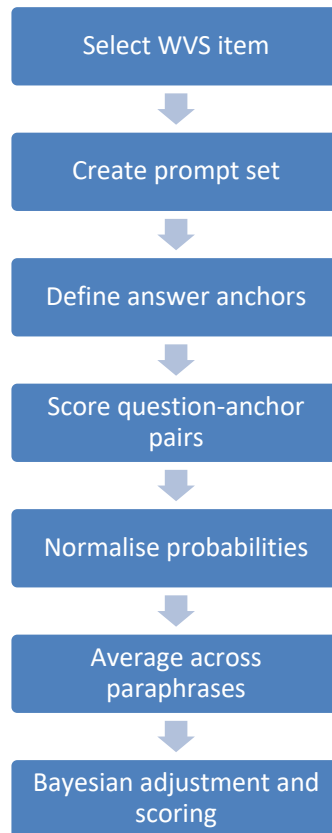 Select WVS item
Create prompt set
Define answer anchors
Score question-anchor
pairs
Normalise probabilities
Average across
paraphrases
Bayesian adjustment and
scoring